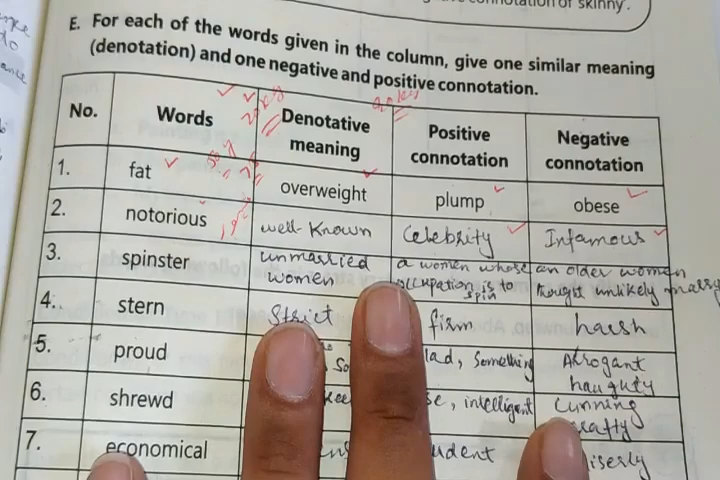 connotation of skinny.
E. For each of the words given in the column, give one similar meaning
(denotation) and one negative and positive connotation.
No. Words Denotative meaning Positive connotation Negative connotation
1. fat overweight plump obese
2. notorious well-known Celebrity Infamous
3. spinster unmarried women a women whose occupation is to spin an older women thought unlikely marry
4. stern Strict firm harsh
5. proud something Arrogant haughty
6. shrewd intelligent Cunning
7. economical